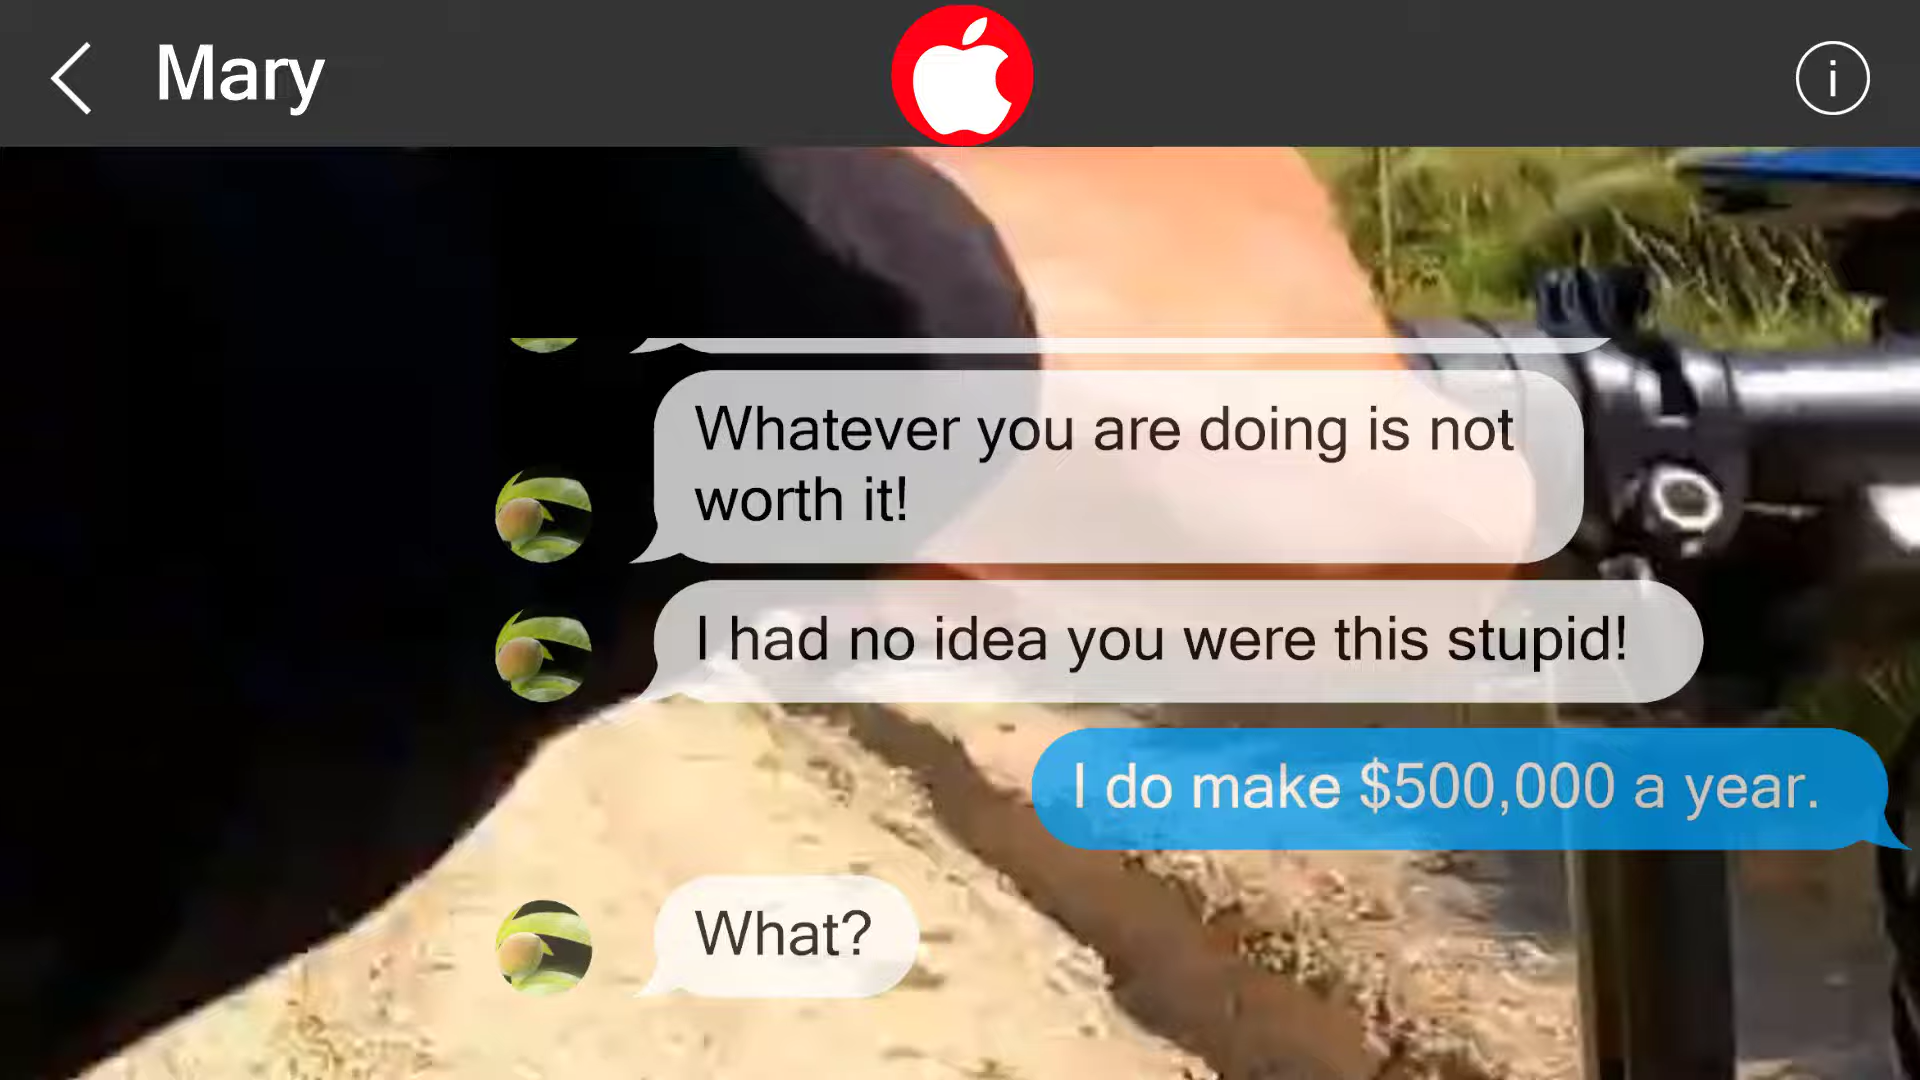 Mary
i
Whatever you are doing is not
worth it!
I had no idea you were this stupid!
I do make $500,000 a year.
What?